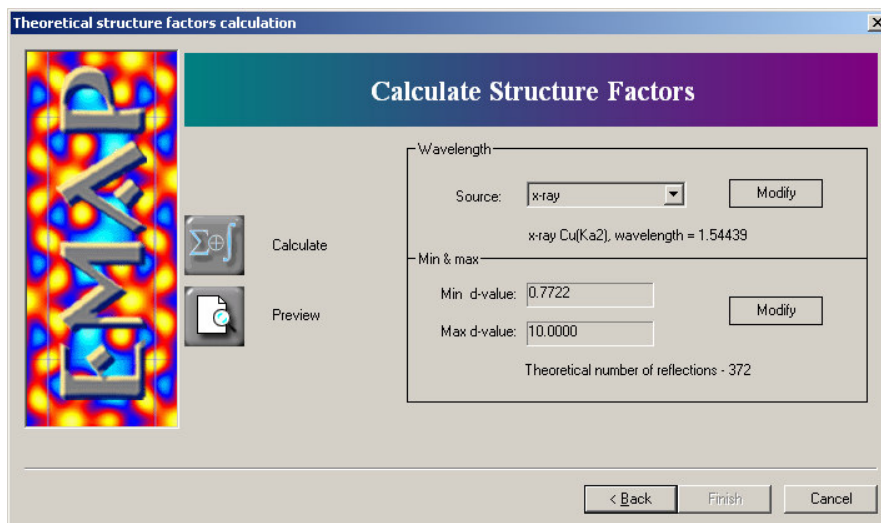 Theoretical structure factors calculation
EMAP
Calculate Structure Factors
Calculate
Preview
Wavelength
Source: x-ray Modify
x-ray Cu(Ka2), wavelength = 1.54439
Min & max
Min d-value: 0.7722
Max d-value: 10.0000
Modify
Theoretical number of reflections - 372
< Back Finish Cancel